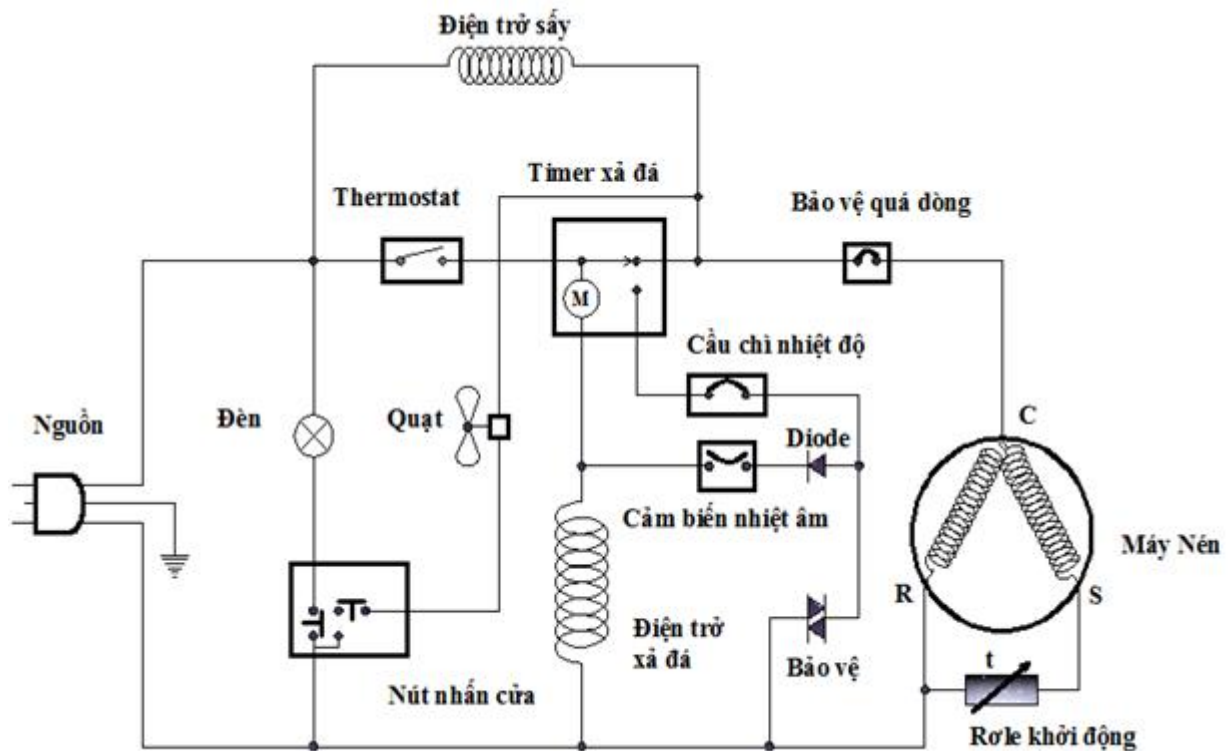 Điện trở sấy
Timer xả đá
Thermostat
Bảo vệ quá dòng
M
Cầu chì nhiệt độ
Nguồn
Đèn
Quạt
Diode
C
Cảm biến nhiệt âm
Máy Nén
R
S
Điện trở
xả đá
Bảo vệ
t
Nút nhấn cửa
Rơle khởi động